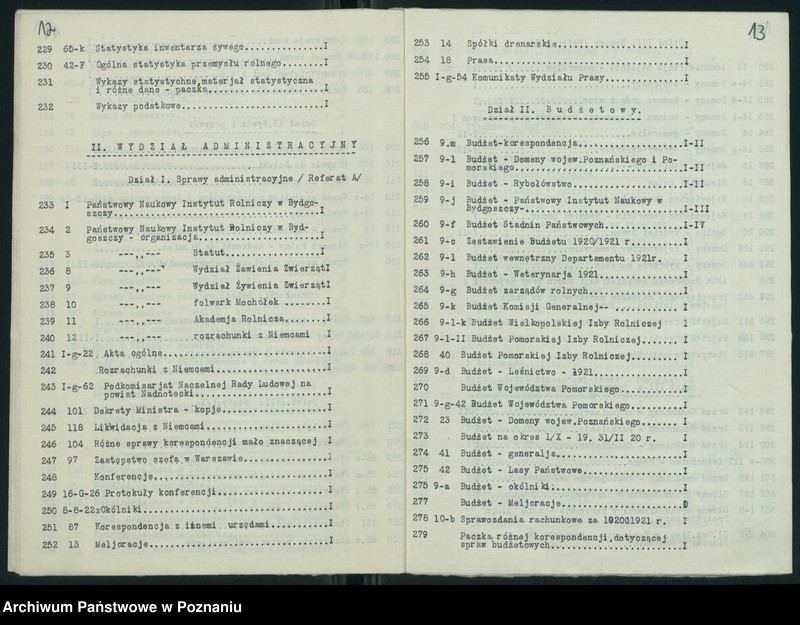 12
229 65-k Statystyka inwentarza żywego...............I
230 42-F Ogólna statystyka przemysłu rolnego........I
231 Wykazy statystychne,materjał statystyczna
i różne dane - paczka......................I
232 Wykazy podatkowe...........................I
II. WYDZIAŁ ADMINISTRACYJNY
Dział I. Sprawy administracyjne / Referat A/
233 I Państwowy Naukowy Instytut Rolniczy w Bydgo-
szczy......................................I
234 2 Państwowy Naukowy Instytut Rolniczy w Byd-
goszczy - organizacja......................I
235 3 ---,,--- Statut....................I
236 8 ---,,--- Wydział Żawienia ZwierzątI
237 9 ---,,--- Wydział Żywienia ZwierzątI
238 10 ---,,--- folwark Mochółek ........I
239 11 ---,,--- Akademja Rolnicza........I
240 12 ---,,--- rozrachunki z Niemcami I
241 I-g-22 Akta ogólne............................I
242 Rozrachunki z Niemcami.....................I
243 I-g-62 Podkomisarjat Naczelnej Rady Ludowej na
powiat Nadnotecki..........................I
244 101 Dekrety Ministra - kopje...................I
245 118 Likwidacja z Niemcami......................I
246 104 Różne sprawy korespondencji mało znaczącej I
247 97 Zastępstwo szefa w Warszawie...............I
248 Konferencje................................I
249 16-G-26 Protokuły konferencji..................I
250 8-8-22xOkólniki............................I
251 87 Korespondencja z innemi urzędami...........I
252 13 Meljoracje.................................I
13
253 14 Spółki drenarskie..........................I
254 18 Prasa......................................I
255 I-g-54 Komunikaty Wydziału Prasy..............I
Dział II. Budżetowy.
256 9.m Budżet-korespondencja.....................I-II
257 9-l Budżet - Domeny wojew.Poznańskiego i Po-
morskiego..................................I-II
258 9-i Budżet - Rybołówstwo......................I-II
259 9-j Budżet - Państwowy Instytut Naukowy w
Bydgoszczy-................................I-III
260 9-f Budżet Stadnin Państwowych................I-IV
261 9-c Zestawienie Budżetu 1920/1921 r...........I
262 9-l Budżet wewnętrzny Departamentu 1921r. I
263 9-h Budżet - Weterynarja 1921.................I
264 9-g Budżet zarządów rolnych...................I
265 9-k Budżet Komisji Generalnej-- ..............I
266 9-l-k Budżet Wielkopolskiej Izby Rolniczej I
267 9-l-II Budżet Pomorskiej Izby Rolniczej.......I
268 40 Budżet Pomorskiej Izby Rolniczej...........I
269 9-d Budżet - Leśnictwo - 1921.................I
270 Budżet Województwa Pomorskiego.............I
271 9-g-42 Budżet Województwa Pomorskiego.........I
272 23 Budżet - Domeny wojew.Poznańskiego.........I
273 Budżet na okres 1/X - 19. 31/II 20 r. I
274 41 Budżet - generalja.........................I
275 42 Budżet - Lasy Państwowe....................I
275 9-a Budżet - okólniki.........................I
277 Budżet - Meljoracje........................
278 10-b Sprawozdania rachunkowe za I I
279 Paczka różnej korespondencji,dotyczącej
spraw budżetowych..........................I
Archiwum Państwowe w Poznaniu